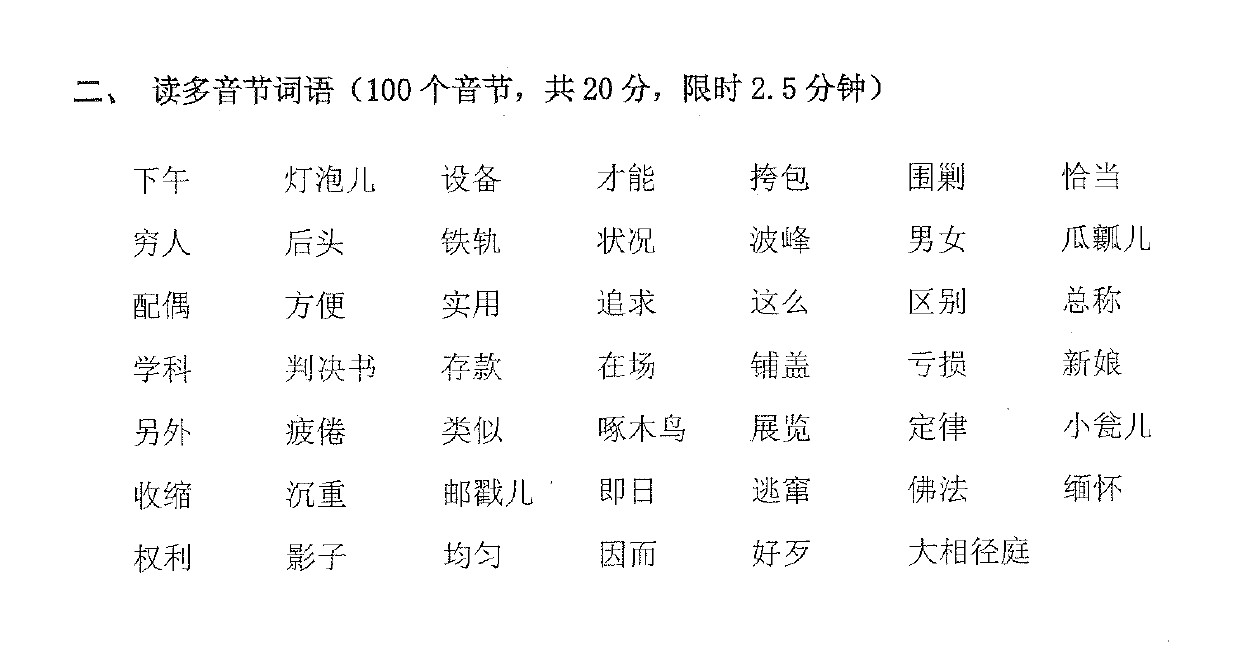 二、 读多音节词语（100个音节，共20分，限时2.5分钟）
下午 灯泡儿 设备 才能 挎包 围剿 恰当
穷人 后头 铁轨 状况 波峰 男女 瓜瓤儿
配偶 方便 实用 追求 这么 区别 总称
学科 判决书 存款 在场 铺盖 亏损 新娘
另外 疲倦 类似 啄木鸟 展览 定律 小瓮儿
收缩 沉重 邮戳儿 即日 逃窜 佛法 缅怀
权利 影子 均匀 因而 好歹 大相径庭